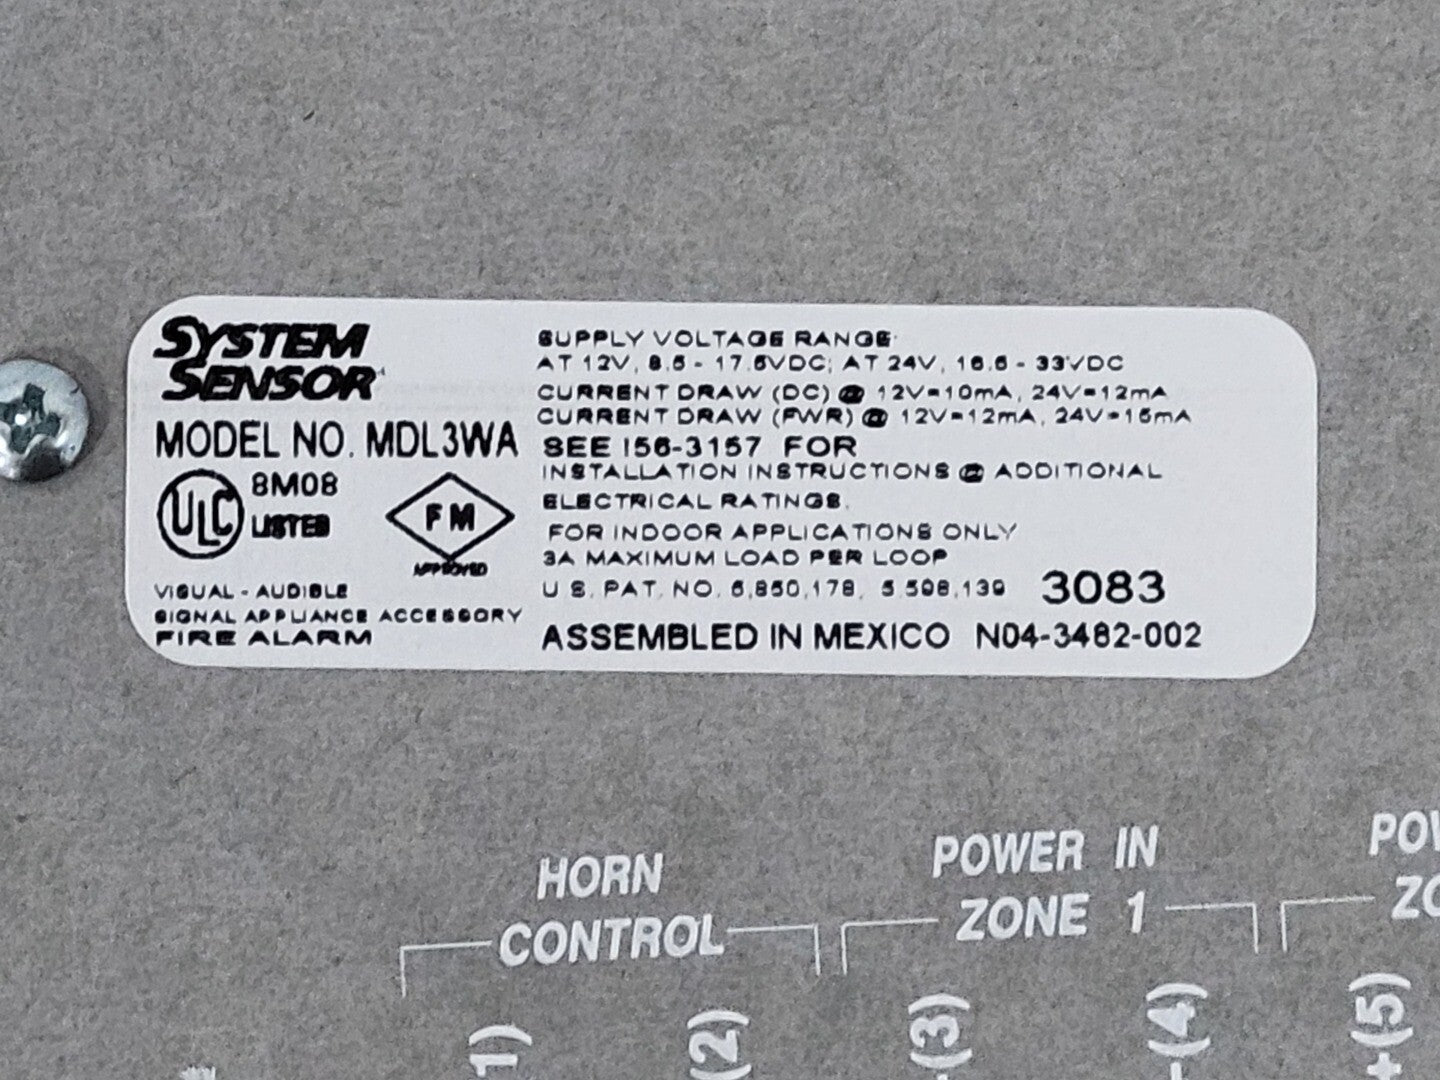 SYSTEM
SENSOR
MODEL NO. MDL3WA
ULC 8M08
LISTED
FM
APPROVED
VISUAL - AUDIBLE
SIGNAL APPLIANCE ACCESSORY
FIRE ALARM
SUPPLY VOLTAGE RANGE:
AT 12V, 8.5 - 17.5VDC; AT 24V, 16.5 - 33VDC
CURRENT DRAW (DC) @ 12V=10mA, 24V=12mA
CURRENT DRAW (FWR) @ 12V=12mA, 24V=16mA
SEE I56-3157 FOR
INSTALLATION INSTRUCTIONS & ADDITIONAL
ELECTRICAL RATINGS.
FOR INDOOR APPLICATIONS ONLY
3A MAXIMUM LOAD PER LOOP
U.S. PAT. NO. 6,850,178, 5,598,139 3083
ASSEMBLED IN MEXICO N04-3482-002
HORN
CONTROL
POWER IN
ZONE 1
POW
ZO
1)
(2)
-(3)
-(4)
+(5)